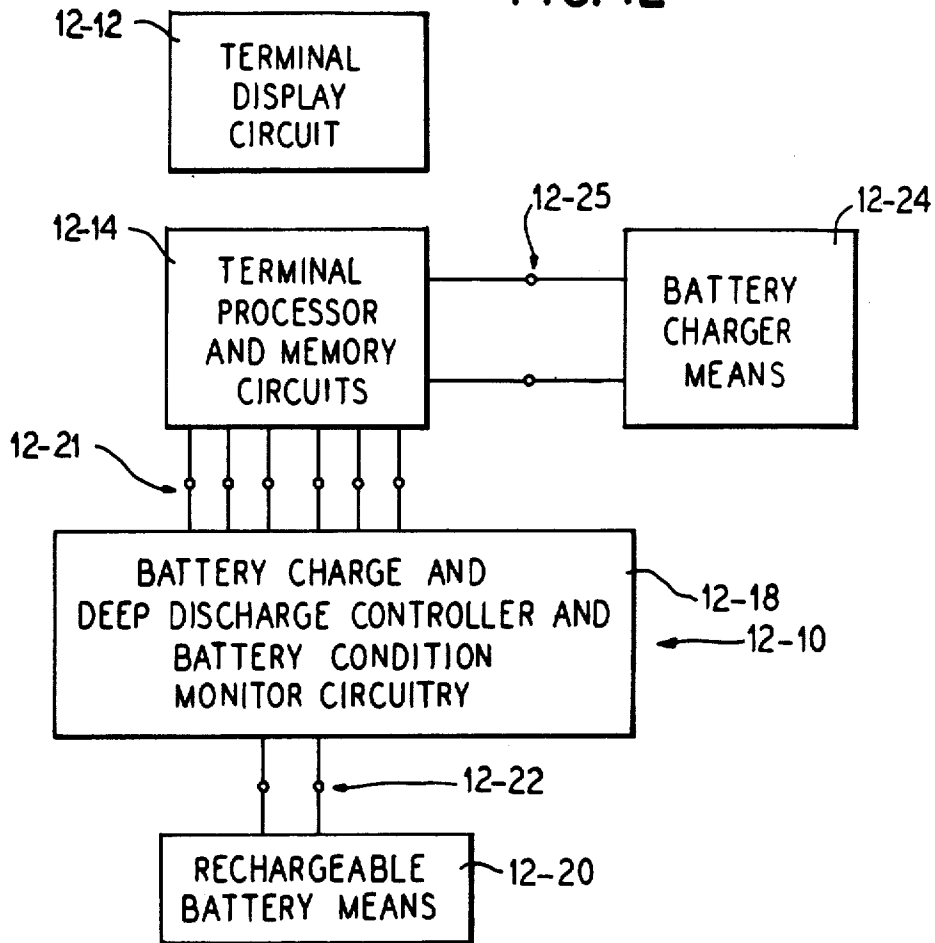 12-12
TERMINAL
DISPLAY
CIRCUIT
12-14
TERMINAL
PROCESSOR
AND MEMORY
CIRCUITS
12-25
12-24
BATTERY
CHARGER
MEANS
12-21
BATTERY CHARGE AND
DEEP DISCHARGE CONTROLLER AND
BATTERY CONDITION
MONITOR CIRCUITRY
12-18
12-10
12-22
RECHARGEABLE
BATTERY MEANS
12-20